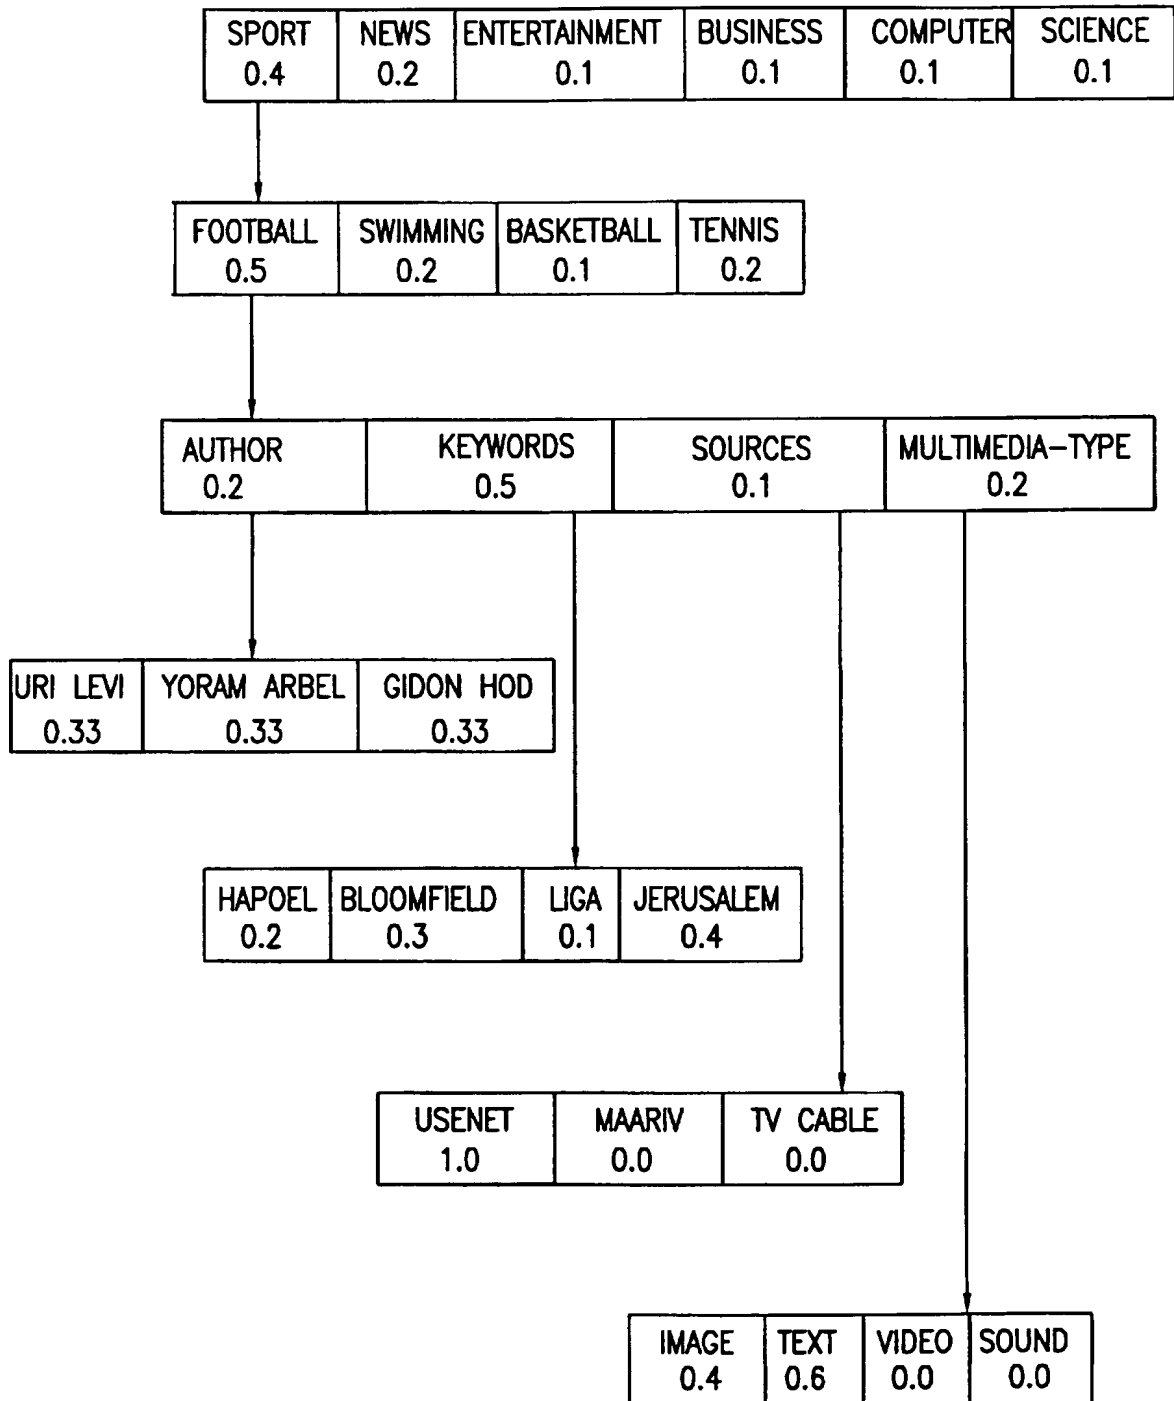 SPORT NEWS ENTERTAINMENT BUSINESS COMPUTER SCIENCE
0.4 0.2 0.1 0.1 0.1 0.1
FOOTBALL SWIMMING BASKETBALL TENNIS
0.5 0.2 0.1 0.2
AUTHOR KEYWORDS SOURCES MULTIMEDIA-TYPE
0.2 0.5 0.1 0.2
URI LEVI YORAM ARBEL GIDON HOD
0.33 0.33 0.33
HAPOEL BLOOMFIELD LIGA JERUSALEM
0.2 0.3 0.1 0.4
USENET MAARIV TV CABLE
1.0 0.0 0.0
IMAGE TEXT VIDEO SOUND
0.4 0.6 0.0 0.0